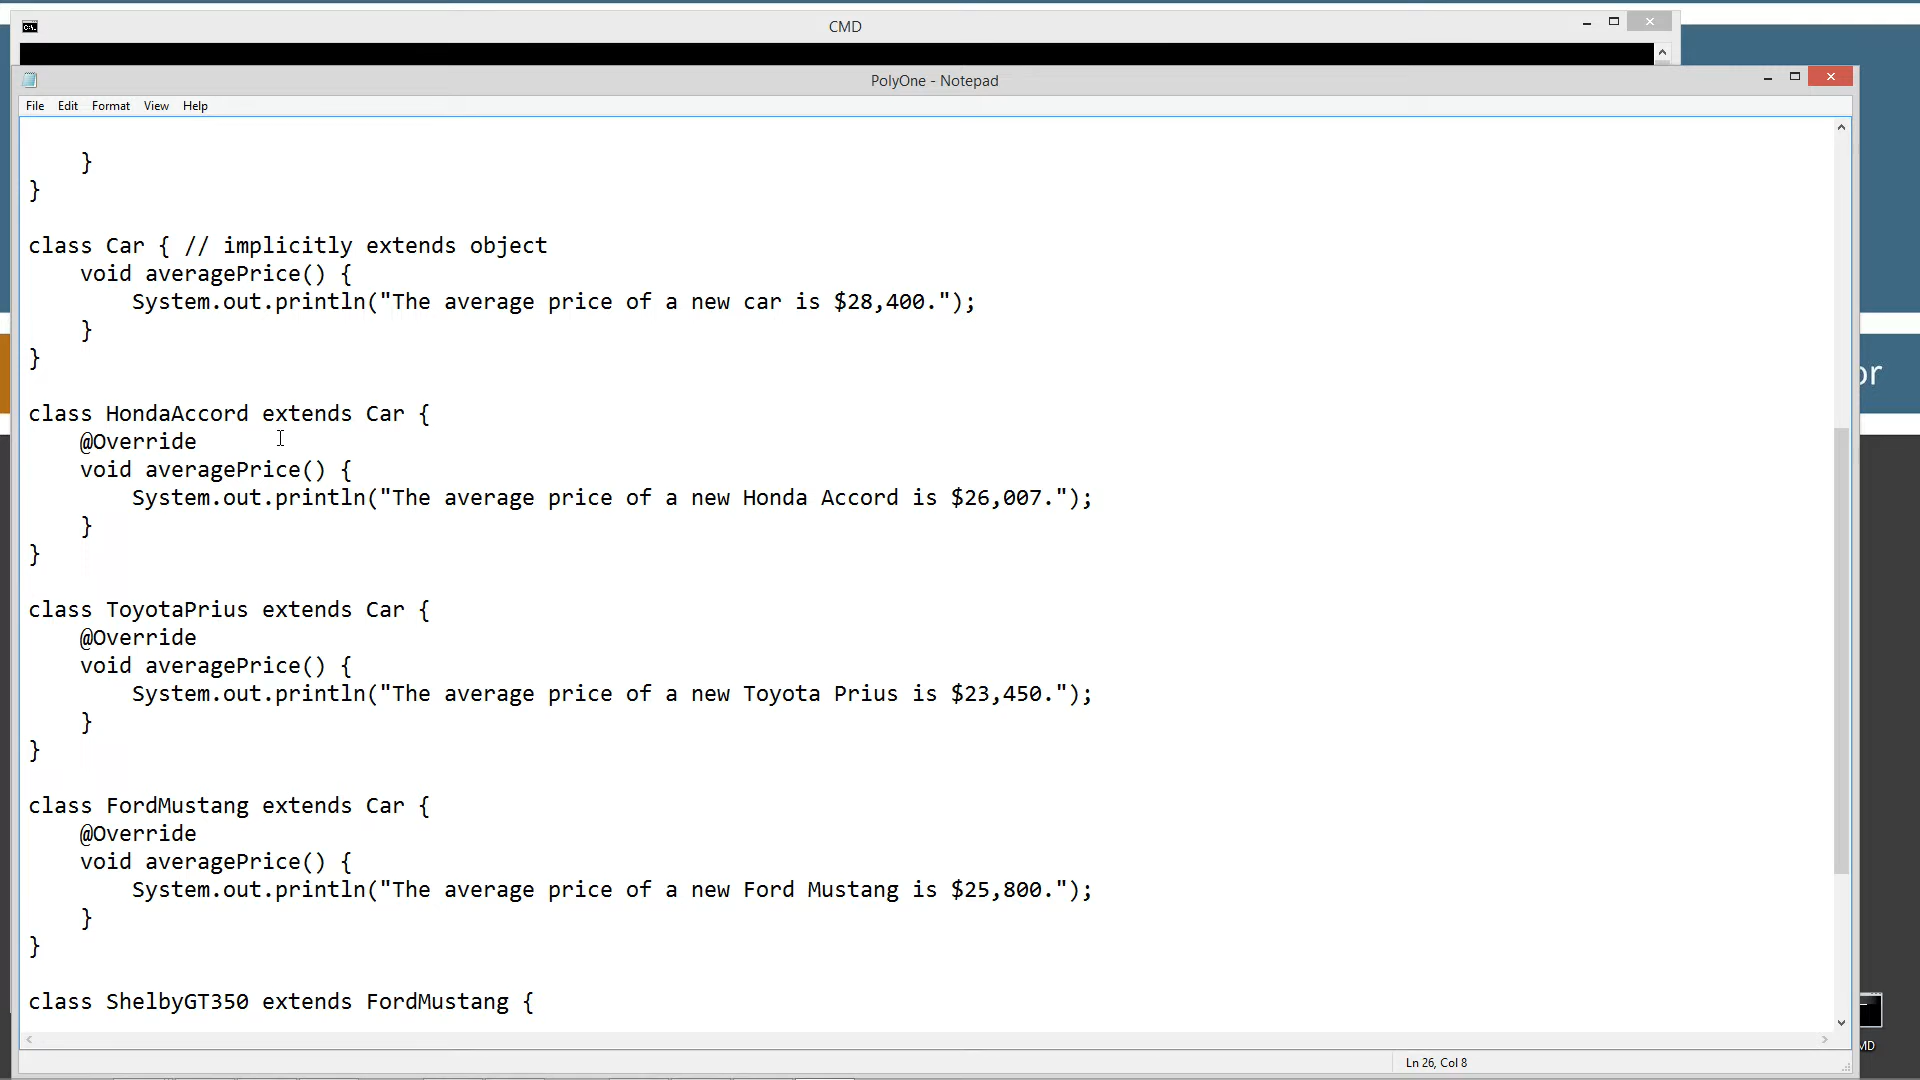 CMD
PolyOne - Notepad
File Edit Format View Help
    }
}
class Car { // implicitly extends object
    void averagePrice() {
        System.out.println("The average price of a new car is $28,400.");
    }
}
class HondaAccord extends Car {
    @Override
    void averagePrice() {
        System.out.println("The average price of a new Honda Accord is $26,007.");
    }
}
class ToyotaPrius extends Car {
    @Override
    void averagePrice() {
        System.out.println("The average price of a new Toyota Prius is $23,450.");
    }
}
class FordMustang extends Car {
    @Override
    void averagePrice() {
        System.out.println("The average price of a new Ford Mustang is $25,800.");
    }
}
class ShelbyGT350 extends FordMustang {
Ln 26, Col 8